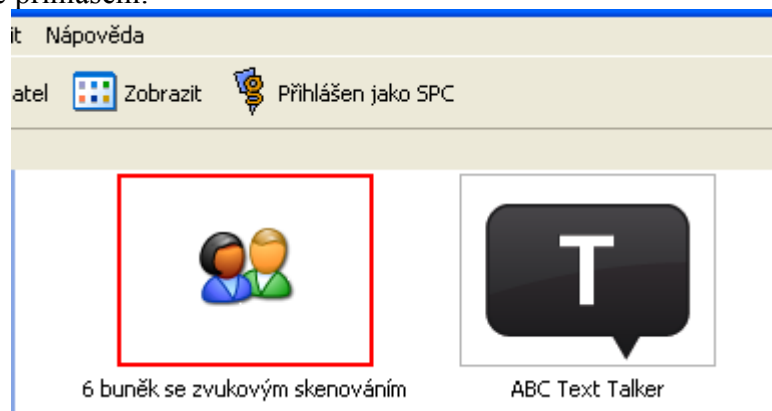 it Nápověda
atel Zobrazit Přihlášen jako SPC
T
6 buněk se zvukovým skenováním
ABC Text Talker